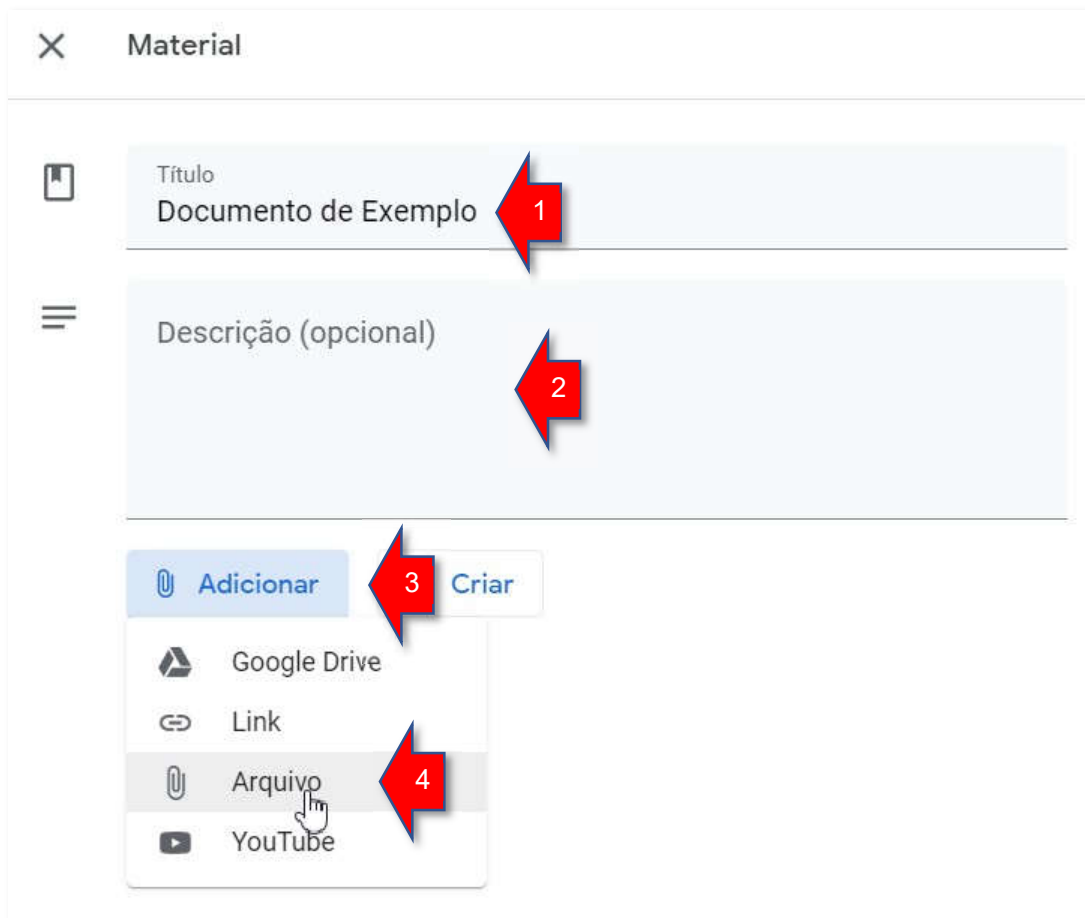 Material
Título
Documento de Exemplo
1
Descrição (opcional)
2
Adicionar
3
Criar
Google Drive
Link
Arquivo
4
YouTube